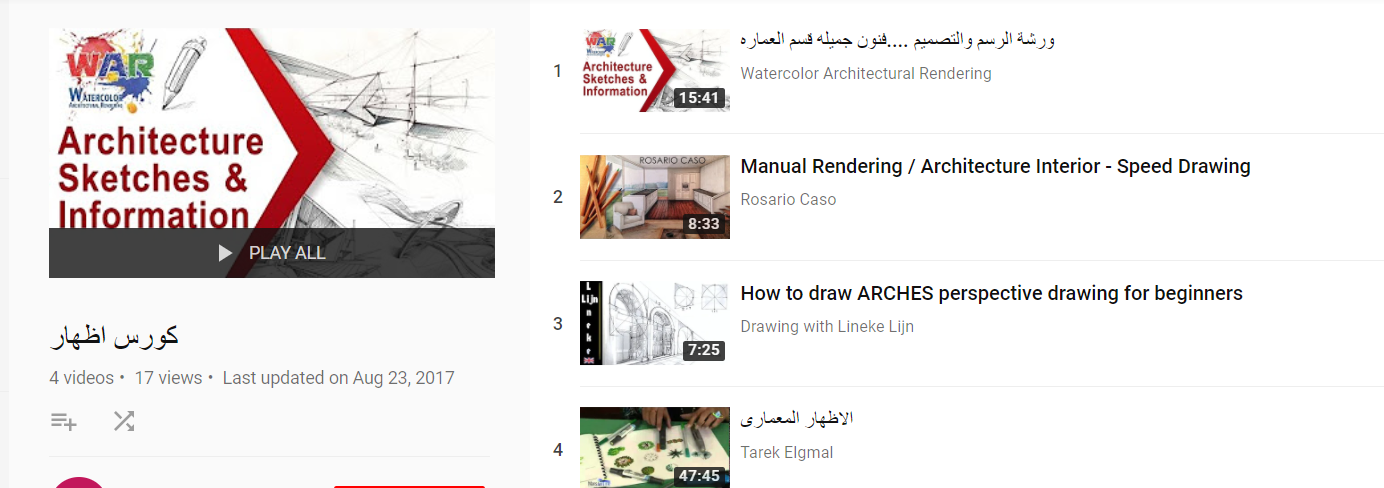 WAR
WATERCOLOR
ARCHITECTURAL RENDERING
Architecture
Sketches &
Information
PLAY ALL
كورس اظهار
4 videos • 17 views • Last updated on Aug 23, 2017
1
WAR
Architecture
Sketches &
Information
15:41
ورشة الرسم والتصميم ....فنون جميله قسم العماره
Watercolor Architectural Rendering
2
ROSARIO CASO
8:33
Manual Rendering / Architecture Interior - Speed Drawing
Rosario Caso
3
Lijn
Lineke
7:25
How to draw ARCHES perspective drawing for beginners
Drawing with Lineke Lijn
4
47:45
الاظهار المعمارى
Tarek Elgmal